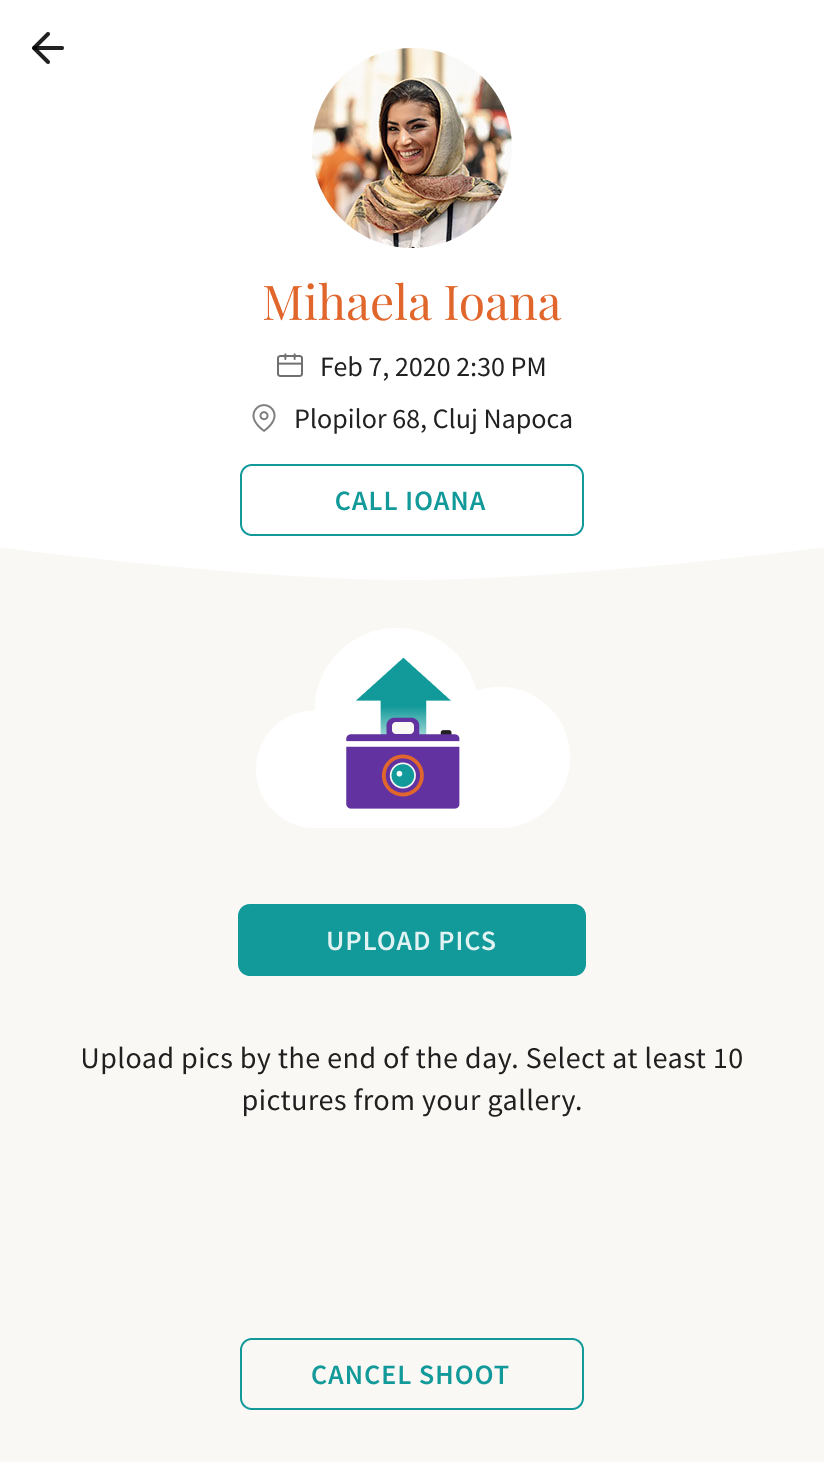 Mihaela Ioana
Feb 7, 2020 2:30 PM
Plopilor 68, Cluj Napoca
CALL IOANA
UPLOAD PICS
Upload pics by the end of the day. Select at least 10
pictures from your gallery.
CANCEL SHOOT